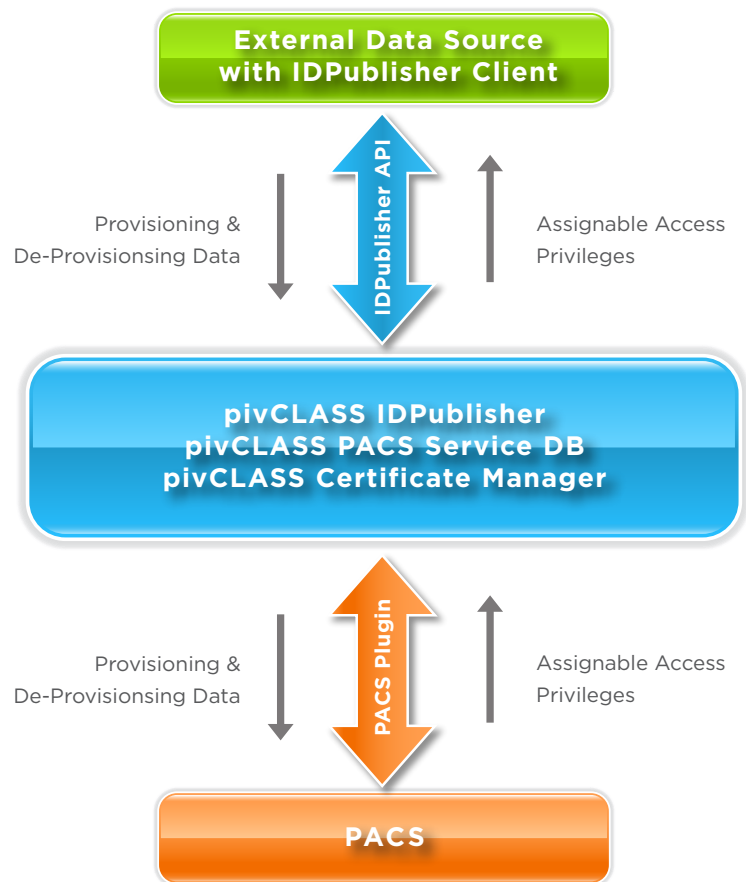 External Data Source
with IDPublisher Client
IDPublisher API
Provisioning &
De-Provisionsing Data
Assignable Access
Privileges
pivCLASS IDPublisher
pivCLASS PACS Service DB
pivCLASS Certificate Manager
PACS Plugin
Provisioning &
De-Provisionsing Data
Assignable Access
Privileges
PACS